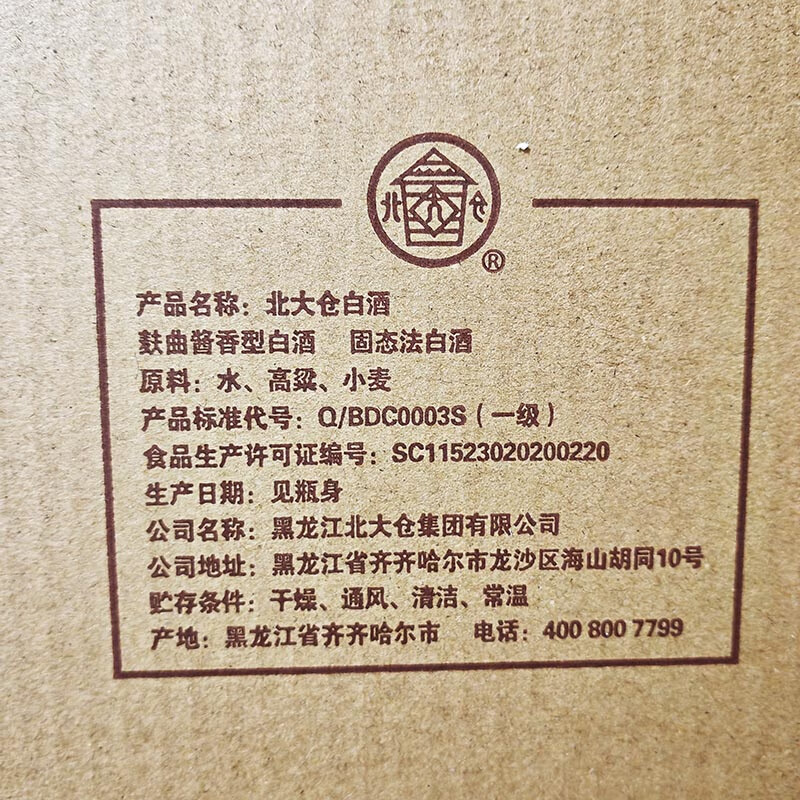 北 仓
®
产品名称：北大仓白酒
麸曲酱香型白酒 固态法白酒
原料：水、高粱、小麦
产品标准代号：Q/BDC0003S（一级）
食品生产许可证编号：SC11523020200220
生产日期：见瓶身
公司名称：黑龙江北大仓集团有限公司
公司地址：黑龙江省齐齐哈尔市龙沙区海山胡同10号
贮存条件：干燥、通风、清洁、常温
产地：黑龙江省齐齐哈尔市 电话：400 800 7799